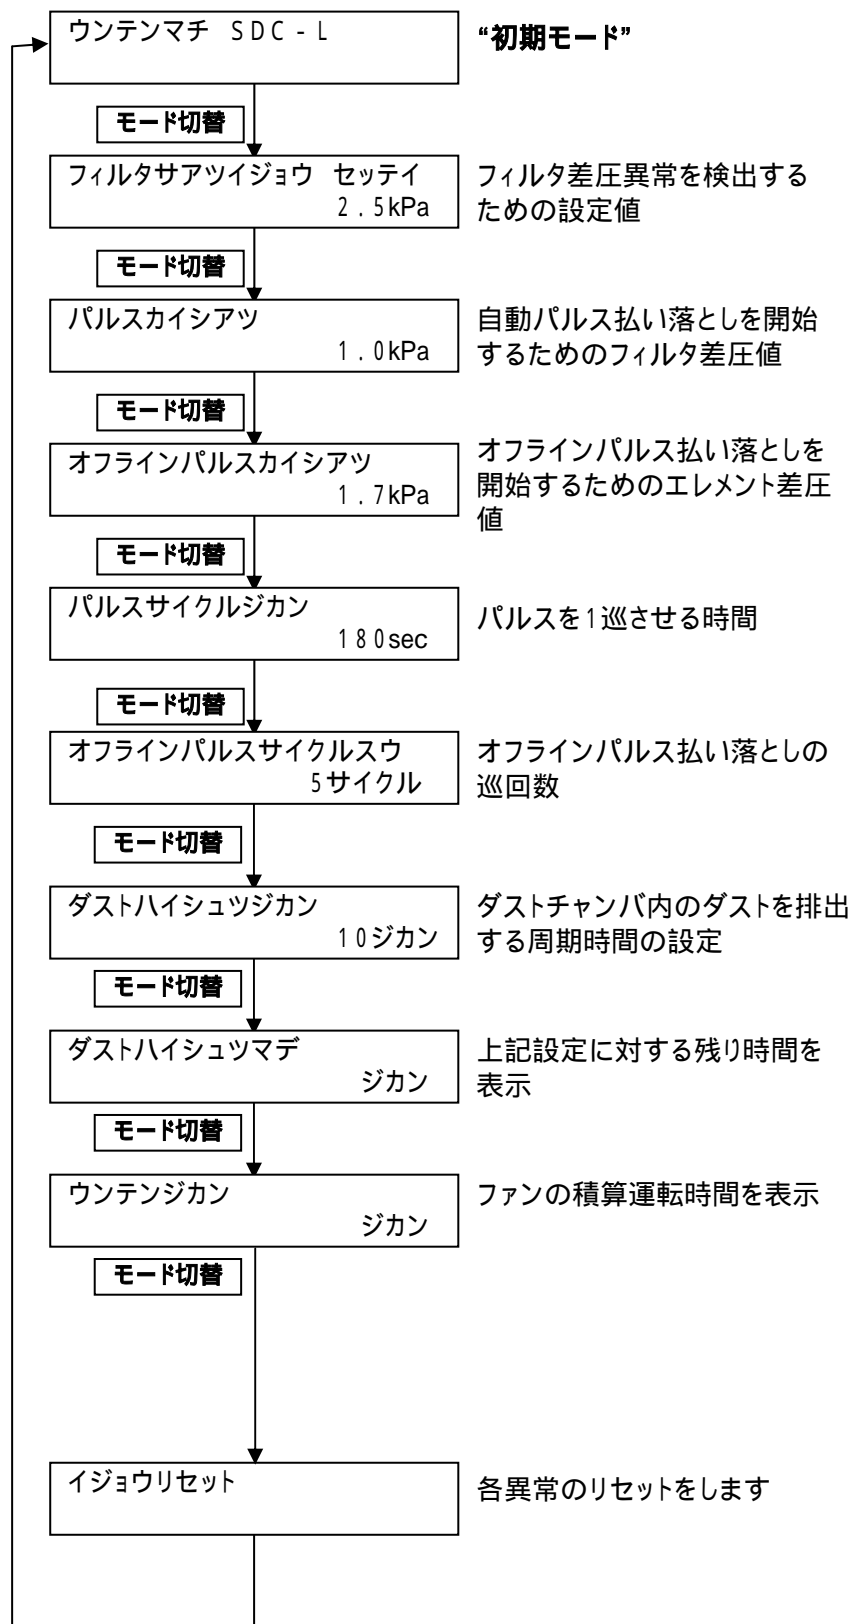 ウンテンマチ SDC-L
“初期モード”
モード切替
フィルタサアツイジョウ セッテイ
2.5kPa
フィルタ差圧異常を検出する
ための設定値
モード切替
パルスカイシアツ
1.0kPa
自動パルス払い落としを開始
するためのフィルタ差圧値
モード切替
オフラインパルスカイシアツ
1.7kPa
オフラインパルス払い落としを
開始するためのエレメント差圧
値
モード切替
パルスサイクルジカン
180sec
パルスを1巡させる時間
モード切替
オフラインパルスサイクルスウ
5サイクル
オフラインパルス払い落としの
巡回数
モード切替
ダストハイシュツジカン
10ジカン
ダストチャンバ内のダストを排出
する周期時間の設定
モード切替
ダストハイシュツマデ
ジカン
上記設定に対する残り時間を
表示
モード切替
ウンテンジカン
ジカン
ファンの積算運転時間を表示
モード切替
イジョウリセット
各異常のリセットをします